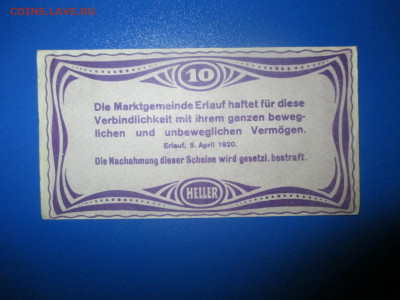 COINS.LAVE.RU
10
Die Marktgemeinde Erlauf haftet für diese
Verbindlichkeit mit ihrem ganzen beweg-
lichen und unbeweglichen Vermögen.
Erlauf, 5. April 1920.
Die Nachahmung dieser Scheine wird gesetzl. bestraft.
HELLER